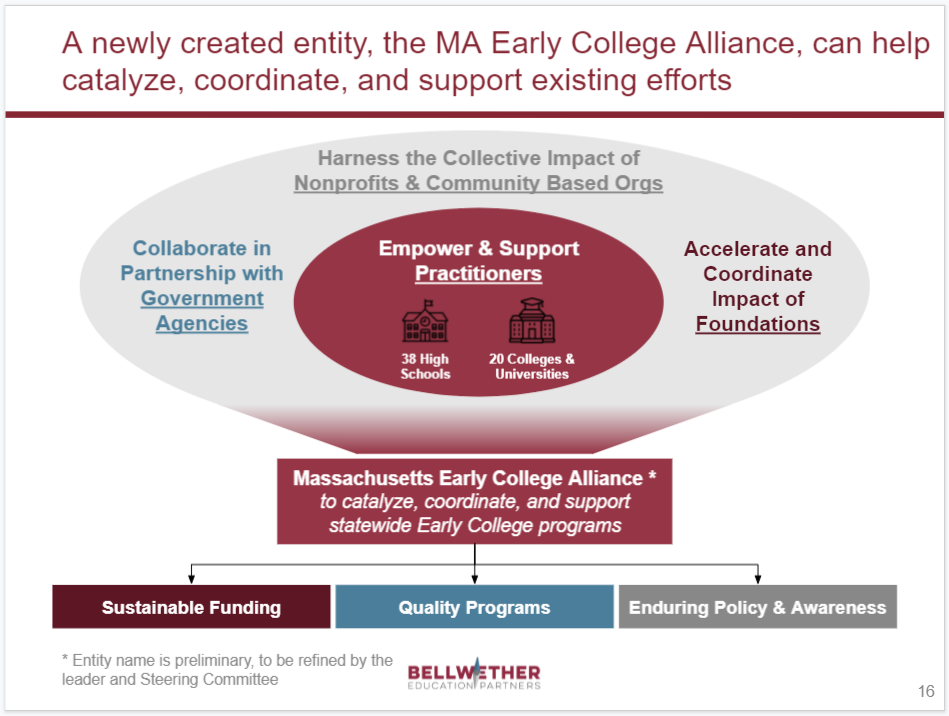 A newly created entity, the MA Early College Alliance, can help
catalyze, coordinate, and support existing efforts
Harness the Collective Impact of
Nonprofits & Community Based Orgs
Collaborate in
Partnership with
Government
Agencies
Empower & Support
Practitioners
38 High
Schools
20 Colleges &
Universities
Accelerate and
Coordinate
Impact of
Foundations
Massachusetts Early College Alliance *
to catalyze, coordinate, and support
statewide Early College programs
Sustainable Funding
Quality Programs
Enduring Policy & Awareness
* Entity name is preliminary, to be refined by the
leader and Steering Committee
BELLWETHER
EDUCATION PARTNERS
16